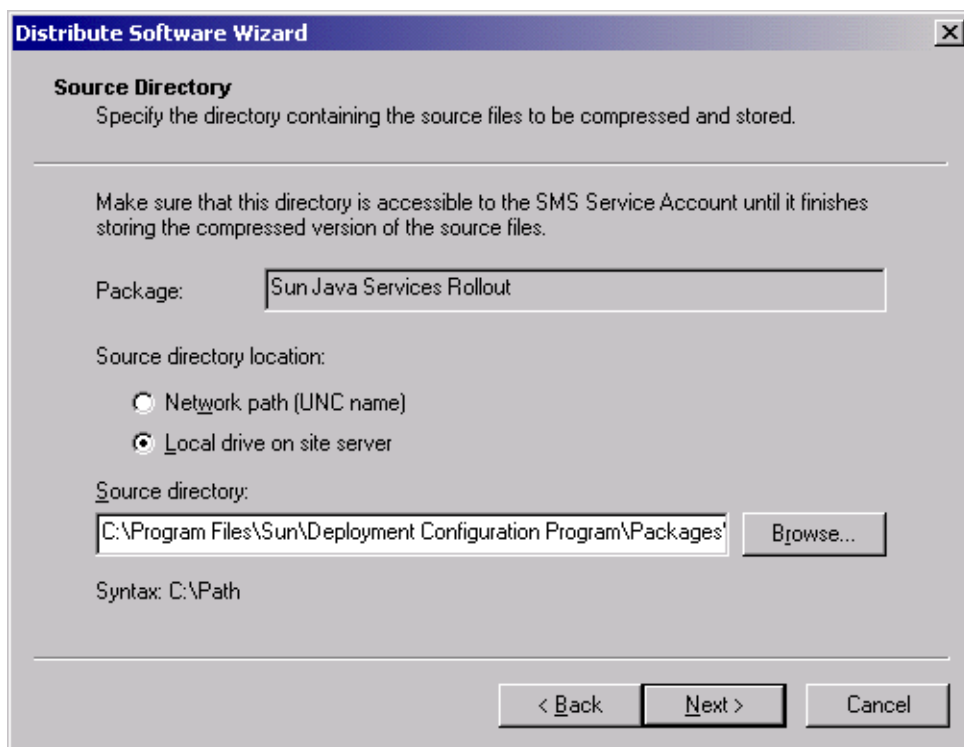 Distribute Software Wizard
Source Directory
Specify the directory containing the source files to be compressed and stored.
Make sure that this directory is accessible to the SMS Service Account until it finishes
storing the compressed version of the source files.
Package: Sun Java Services Rollout
Source directory location:
Network path (UNC name)
Local drive on site server
Source directory:
C:\Program Files\Sun\Deployment Configuration Program\Packages\ Browse...
Syntax: C:\Path
< Back Next > Cancel